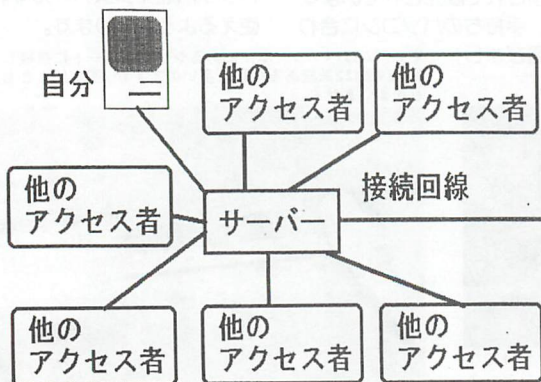 自分
他の
アクセス者
他の
アクセス者
他の
アクセス者
サーバー
接続回線
他の
アクセス者
他の
アクセス者
他の
アクセス者